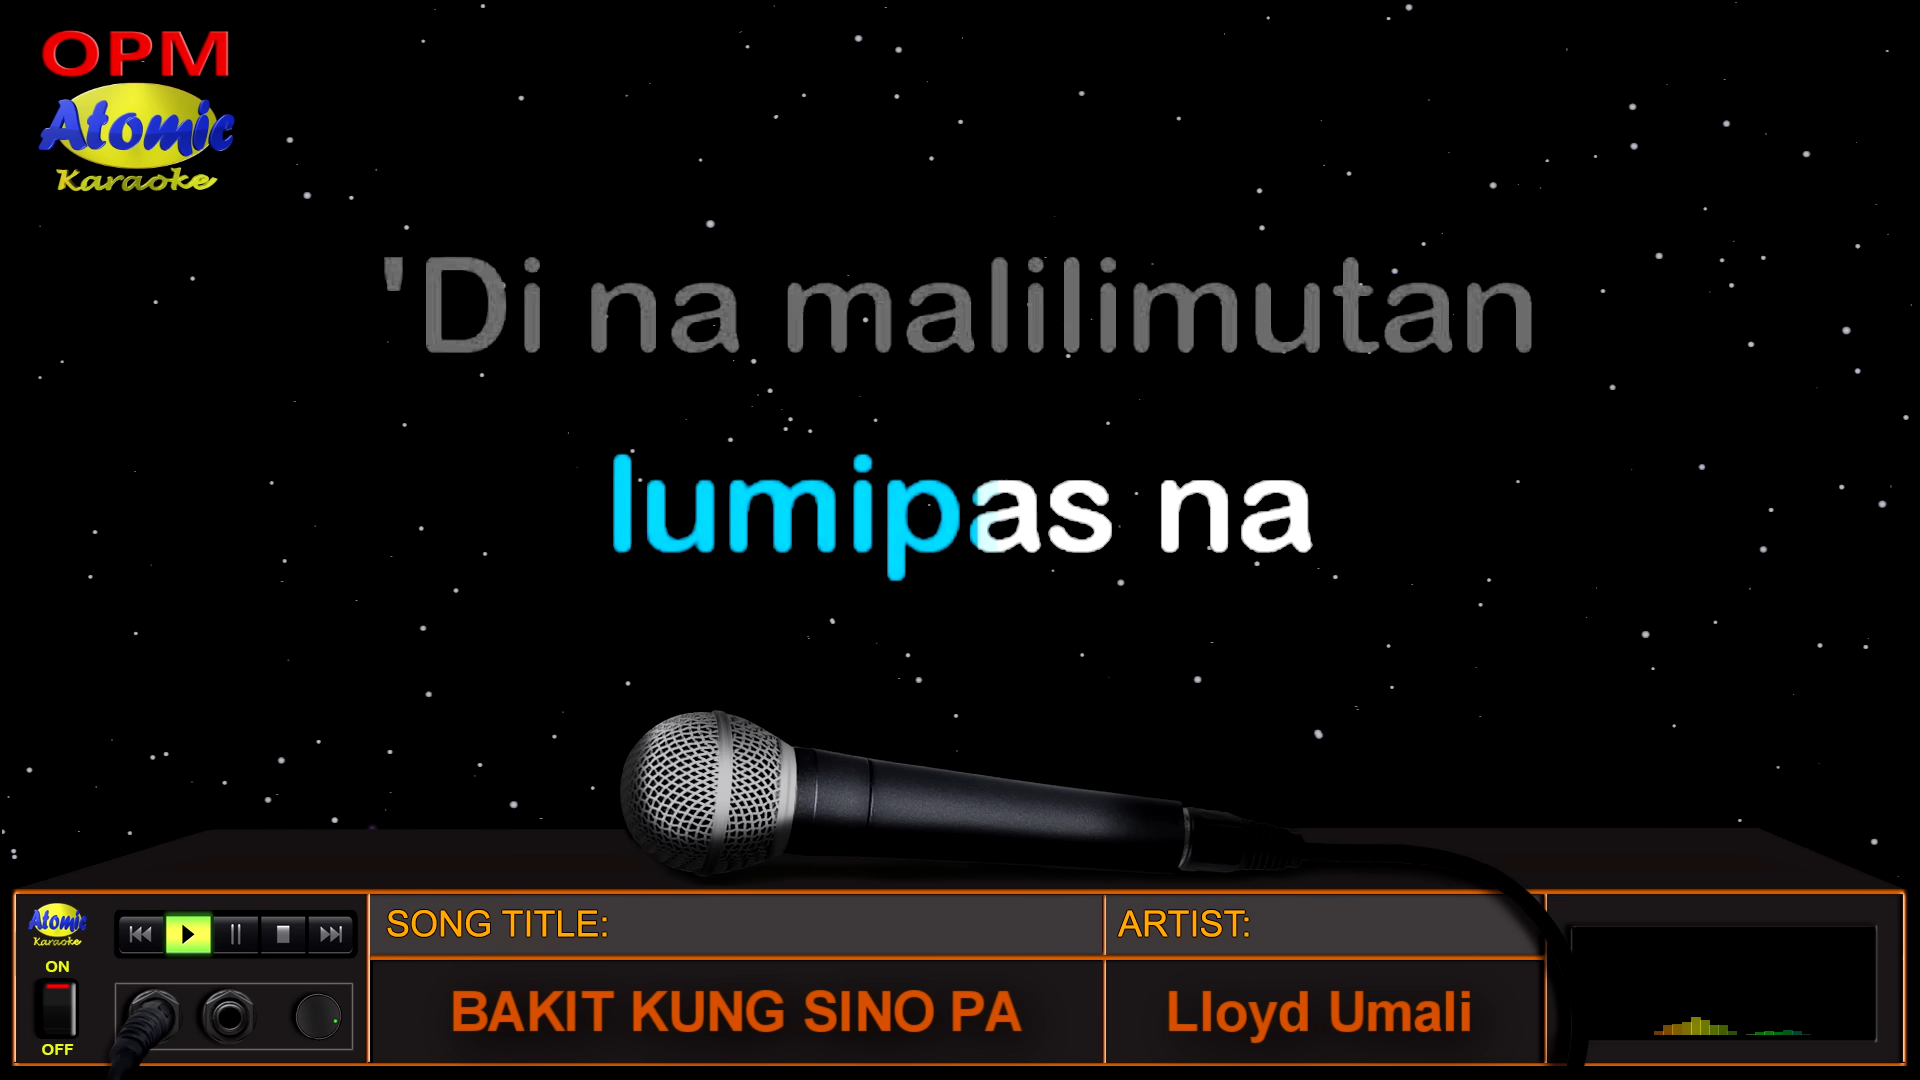 OPM
Atomic
Karaoke
'Di na malilimutan
lumipas na
Atomic
Karaoke
ON
OFF
SONG TITLE:
BAKIT KUNG SINO PA
ARTIST:
Lloyd Umali